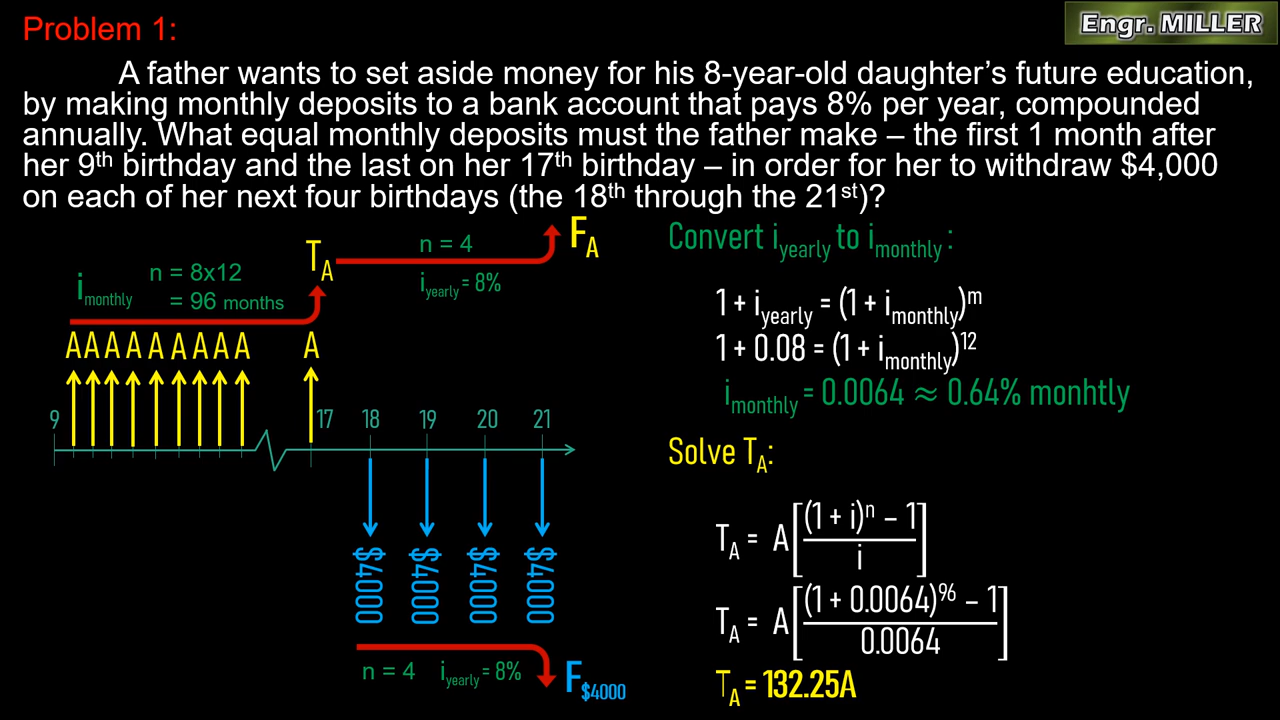 Problem 1:
Engr. MILLER
A father wants to set aside money for his 8-year-old daughter's future education,
by making monthly deposits to a bank account that pays 8% per year, compounded
annually. What equal monthly deposits must the father make – the first 1 month after
her 9th birthday and the last on her 17th birthday – in order for her to withdraw $4,000
on each of her next four birthdays (the 18th through the 21st)?
TA
n = 4
iyearly = 8%
FA
imonthly
n = 8x12
= 96 months
A A A A A A A A A A
9 17 18 19 20 21
$4000 $4000 $4000 $4000
n = 4 iyearly = 8%
F$4000
Convert iyearly to imonthly :
1 + iyearly = (1 + imonthly)m
1 + 0.08 = (1 + imonthly)12
imonthly = 0.0064 ≈ 0.64% monhtly
Solve TA:
TA = A[(1 + i)n – 1 / i]
TA = A[(1 + 0.0064)96 – 1 / 0.0064]
TA = 132.25A